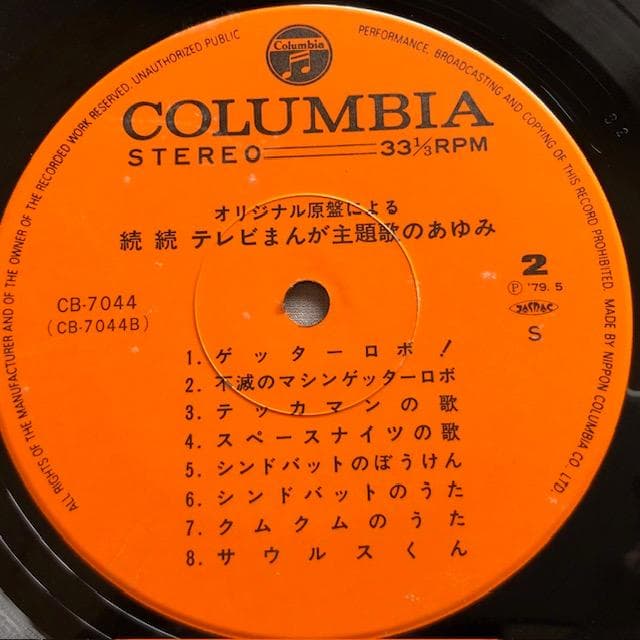 Columbia
ALL RIGHTS OF THE MANUFACTURER AND OF THE OWNER OF THE RECORDED WORK RESERVED. UNAUTHORIZED PUBLIC PERFORMANCE, BROADCASTING AND COPYING OF THIS RECORD PROHIBITED. MADE BY NIPPON COLUMBIA CO. LTD.
COLUMBIA
STEREO 33⅓RPM
オリジナル原盤による
続 続 テレビまんが主題歌のあゆみ
CB-7044
(CB-7044B)
2
Ⓟ '79. 5
JASRAC
S
1. ゲッターロボ！
2. 不滅のマシンゲッターロボ
3. テッカマンの歌
4. スペースナイツの歌
5. シンドバットのぼうけん
6. シンドバットのうた
7. クムクムのうた
8. サウルスくん